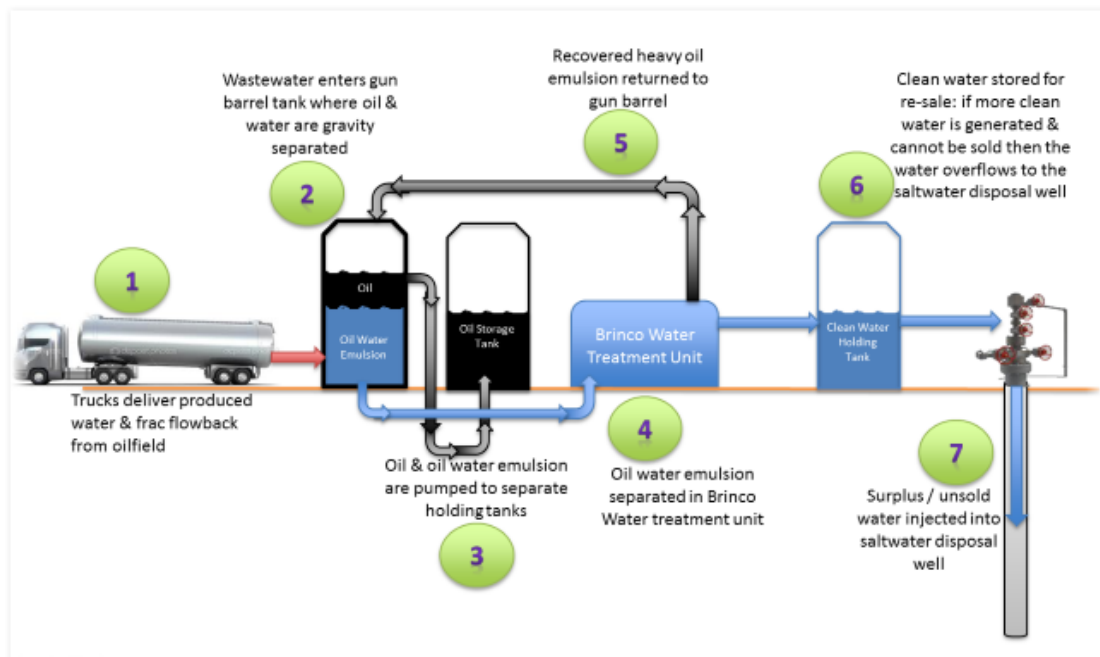 Wastewater enters gun
barrel tank where oil &
water are gravity
separated
2
Recovered heavy oil
emulsion returned to
gun barrel
5
Clean water stored for
re-sale: if more clean
water is generated &
cannot be sold then the
water overflows to the
saltwater disposal well
6
1
Trucks deliver produced
water & frac flowback
from oilfield
Oil
Oil Water
Emulsion
Oil Storage
Tank
Brinco Water
Treatment Unit
Clean Water
Holding
Tank
Oil & oil water emulsion
are pumped to separate
holding tanks
3
4
Oil water emulsion
separated in Brinco
Water treatment unit
7
Surplus / unsold
water injected into
saltwater disposal
well